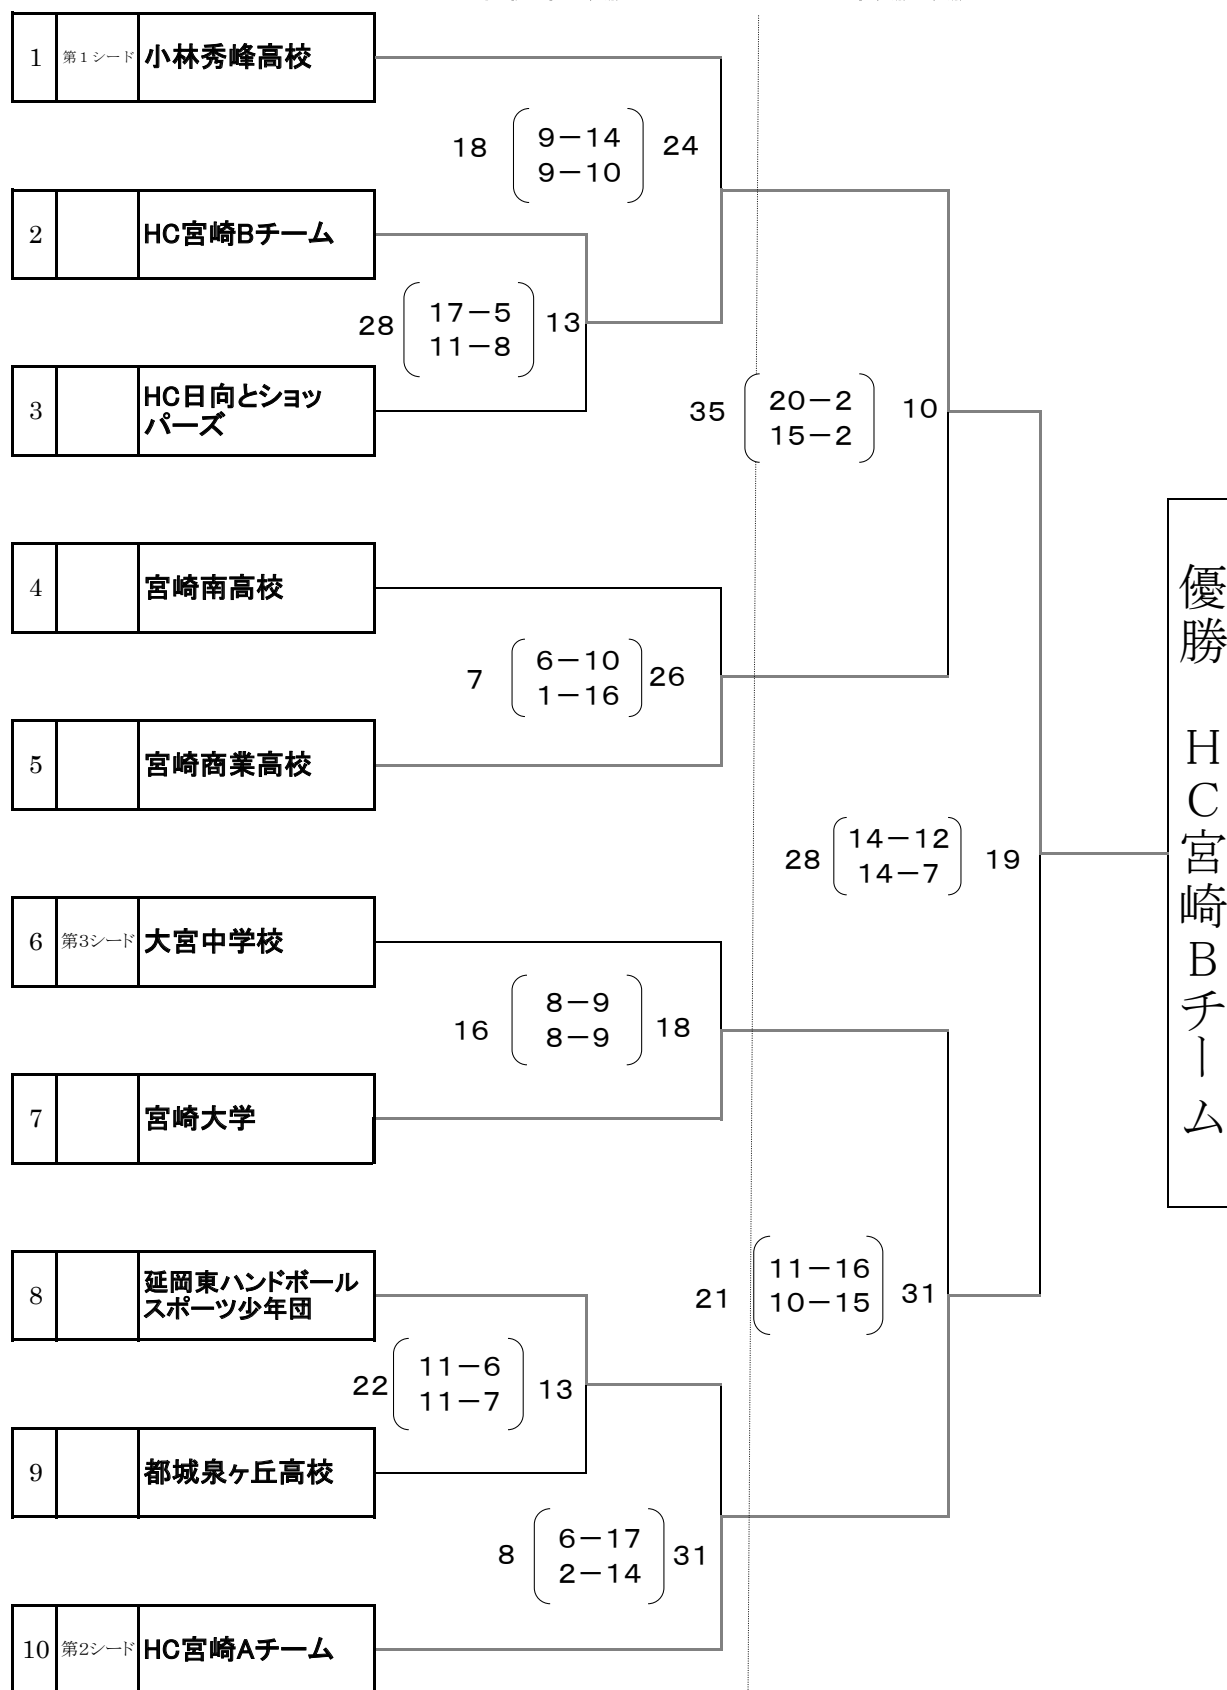 1 第1シード 小林秀峰高校
18 9－14 24
9－10
2 HC宮崎Bチーム
28 17－5 13
11－8
3 HC日向とショッ
パーズ
35 20－2 10
15－2
4 宮崎南高校
7 6－10 26
1－16
5 宮崎商業高校
28 14－12 19
14－7
優勝 HC宮崎Bチーム
6 第3シード 大宮中学校
16 8－9 18
8－9
7 宮崎大学
21 11－16 31
10－15
8 延岡東ハンドボール
スポーツ少年団
22 11－6 13
11－7
9 都城泉ヶ丘高校
8 6－17 31
2－14
10 第2シード HC宮崎Aチーム